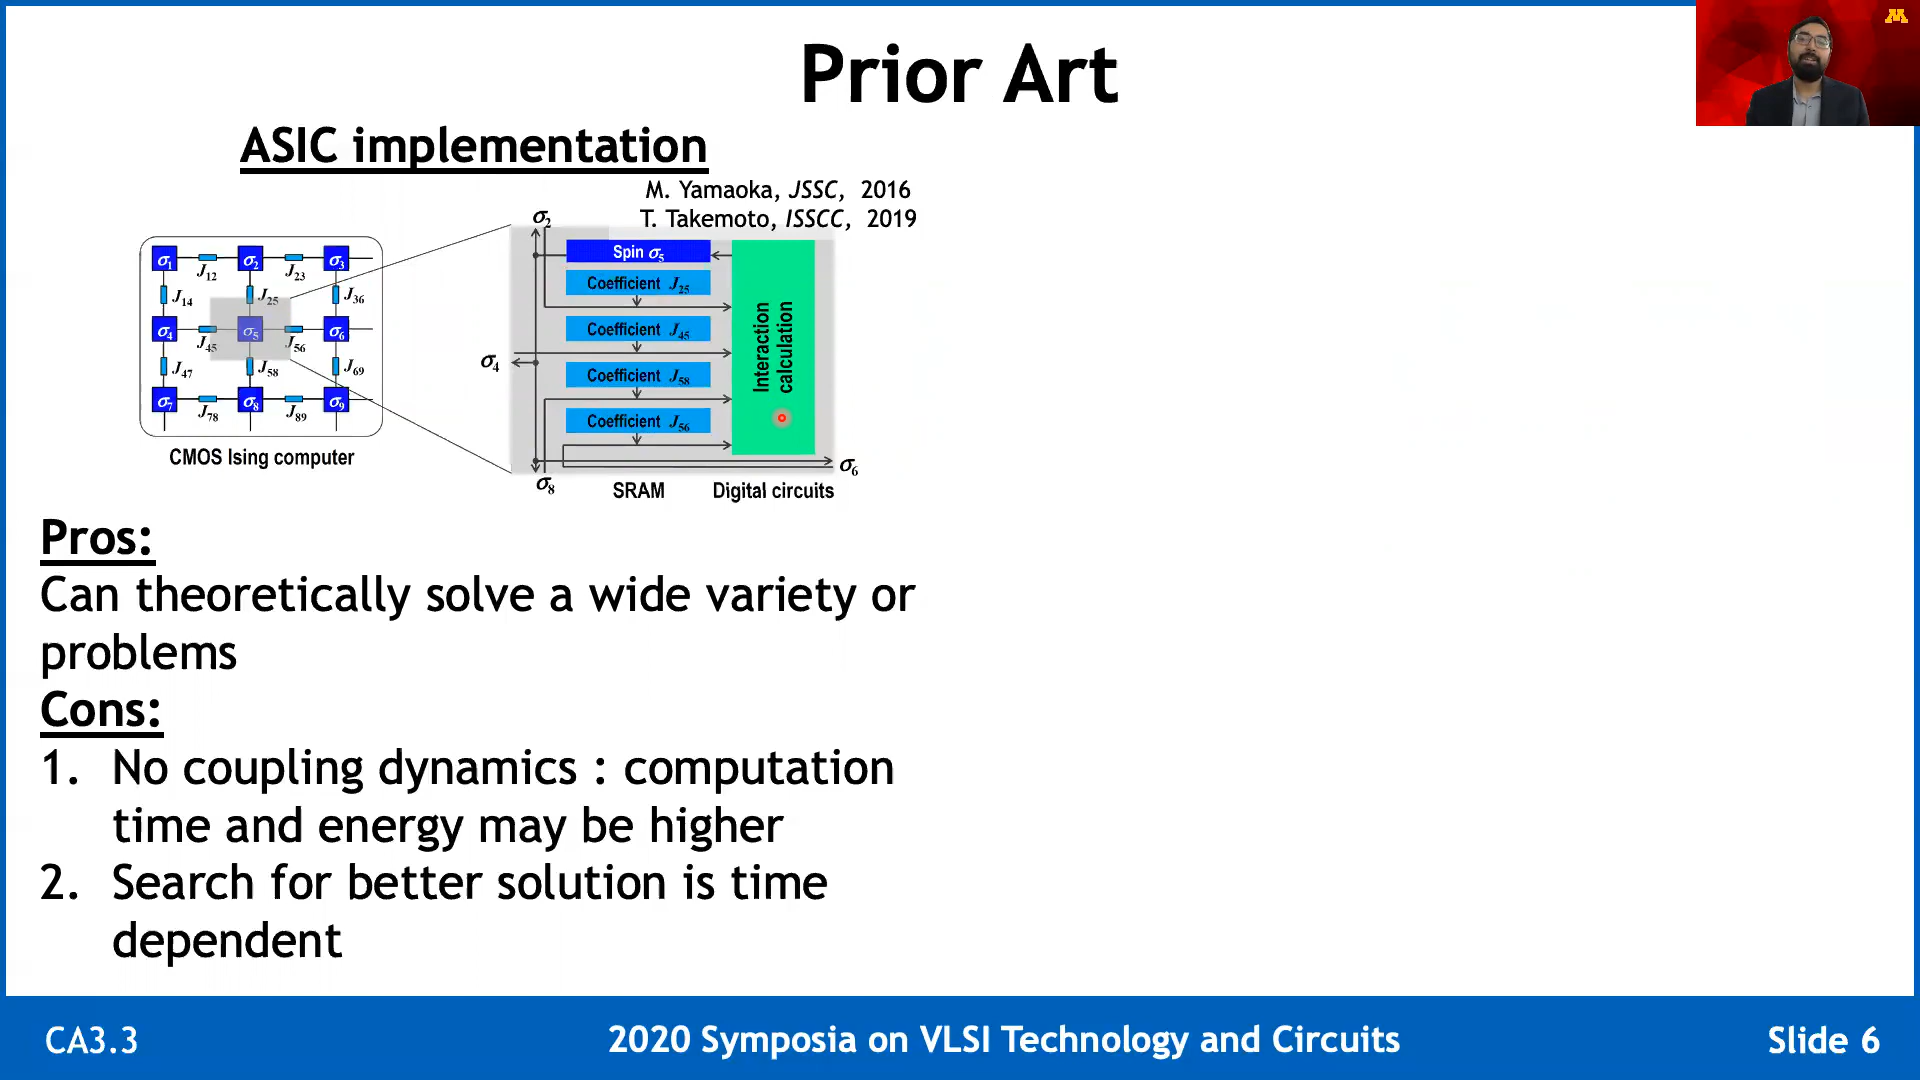 Prior Art
ASIC implementation
M. Yamaoka, JSSC, 2016
T. Takemoto, ISSCC, 2019
σ1 J12 σ2 J23 σ3
J14 J25 J36
σ4 J45 σ5 J56 σ6
J47 J58 J69
σ7 J78 σ8 J89 σ9
CMOS Ising computer
σ2
Spin σ5
Coefficient J25
Coefficient J45
σ4
Coefficient J58
Coefficient J56
Interaction
calculation
σ6
σ8
SRAM
Digital circuits
Pros:
Can theoretically solve a wide variety or
problems
Cons:
1. No coupling dynamics : computation
time and energy may be higher
2. Search for better solution is time
dependent
CA3.3
2020 Symposia on VLSI Technology and Circuits
Slide 6
M